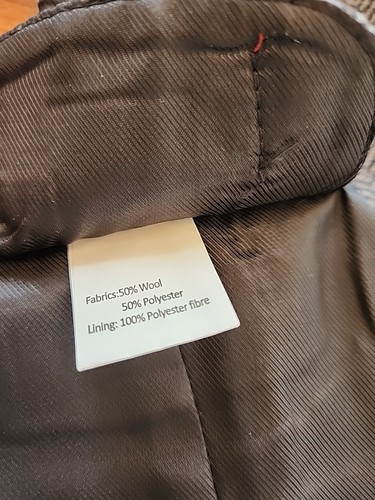 Fabrics:50% Wool
50% Polyester
Lining: 100% Polyester fibre